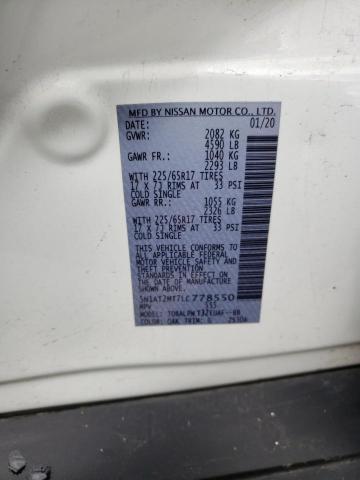 MFD BY NISSAN MOTOR CO., LTD.
DATE: 01/20
GVWR: 2082 KG
4590 LB
GAWR FR.: 1040 KG
2293 LB
WITH 225/65R17 TIRES
17 X 7J RIMS AT 33 PSI
COLD SINGLE
GAWR RR.: 1055 KG
2326 LB
WITH 225/65R17 TIRES
17 X 7J RIMS AT 33 PSI
COLD SINGLE
THIS VEHICLE CONFORMS TO ALL
APPLICABLE FEDERAL MOTOR
VEHICLE SAFETY AND THEFT
PREVENTION STANDARDS IN
EFFECT ON THE DATE OF
MANUFACTURE SHOWN ABOVE.
5N1AT2MT7LC778550
MPV
MODEL:
COLOR: QAK TRIM: G